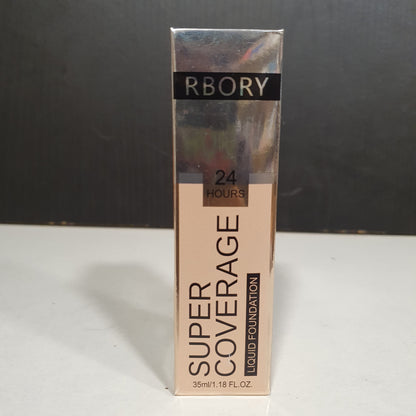 RBORY
24
HOURS
SUPER
COVERAGE
LIQUID FOUNDATION
35ml/1.18 FL.OZ.